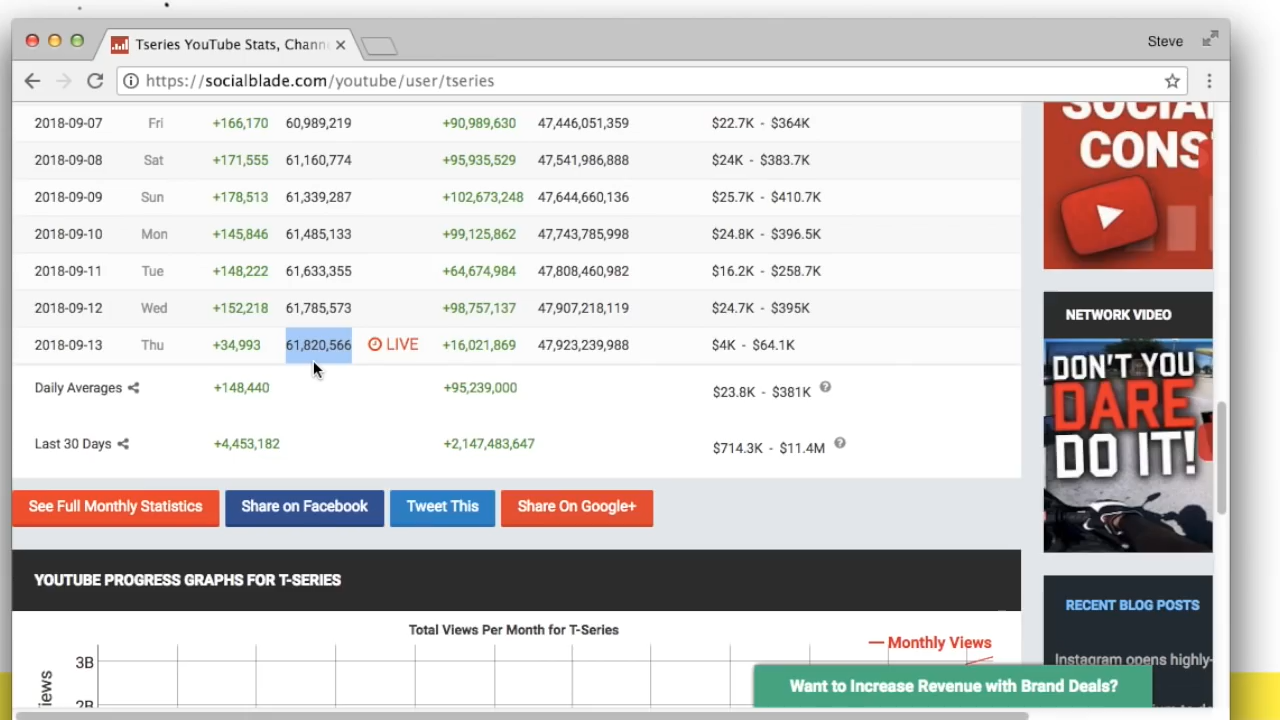 Tseries YouTube Stats, Chann
Steve
https://socialblade.com/youtube/user/tseries
2018-09-07 Fri +166,170 60,989,219 +90,989,630 47,446,051,359 $22.7K - $364K
2018-09-08 Sat +171,555 61,160,774 +95,935,529 47,541,986,888 $24K - $383.7K
2018-09-09 Sun +178,513 61,339,287 +102,673,248 47,644,660,136 $25.7K - $410.7K
2018-09-10 Mon +145,846 61,485,133 +99,125,862 47,743,785,998 $24.8K - $396.5K
2018-09-11 Tue +148,222 61,633,355 +64,674,984 47,808,460,982 $16.2K - $258.7K
2018-09-12 Wed +152,218 61,785,573 +98,757,137 47,907,218,119 $24.7K - $395K
2018-09-13 Thu +34,993 61,820,566 LIVE +16,021,869 47,923,239,988 $4K - $64.1K
Daily Averages +148,440 +95,239,000 $23.8K - $381K ?
Last 30 Days +4,453,182 +2,147,483,647 $714.3K - $11.4M ?
See Full Monthly Statistics Share on Facebook Tweet This Share On Google+
YOUTUBE PROGRESS GRAPHS FOR T-SERIES
Total Views Per Month for T-Series
Monthly Views
3B
2B
iews
SOCIA
CONS
NETWORK VIDEO
DON'T YOU
DARE
DO IT!
RECENT BLOG POSTS
Instagram opens highly-
Want to Increase Revenue with Brand Deals?